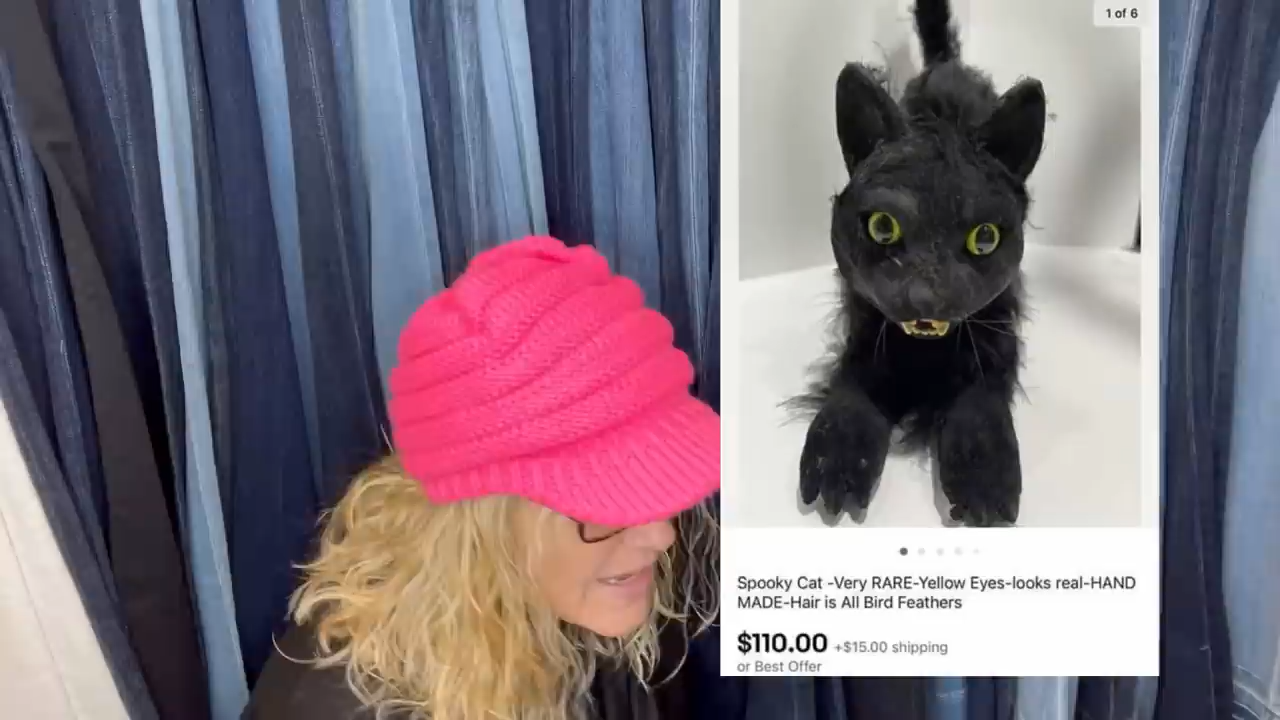 1 of 6
Spooky Cat -Very RARE-Yellow Eyes-looks real-HAND
MADE-Hair is All Bird Feathers
$110.00 +$15.00 shipping
or Best Offer